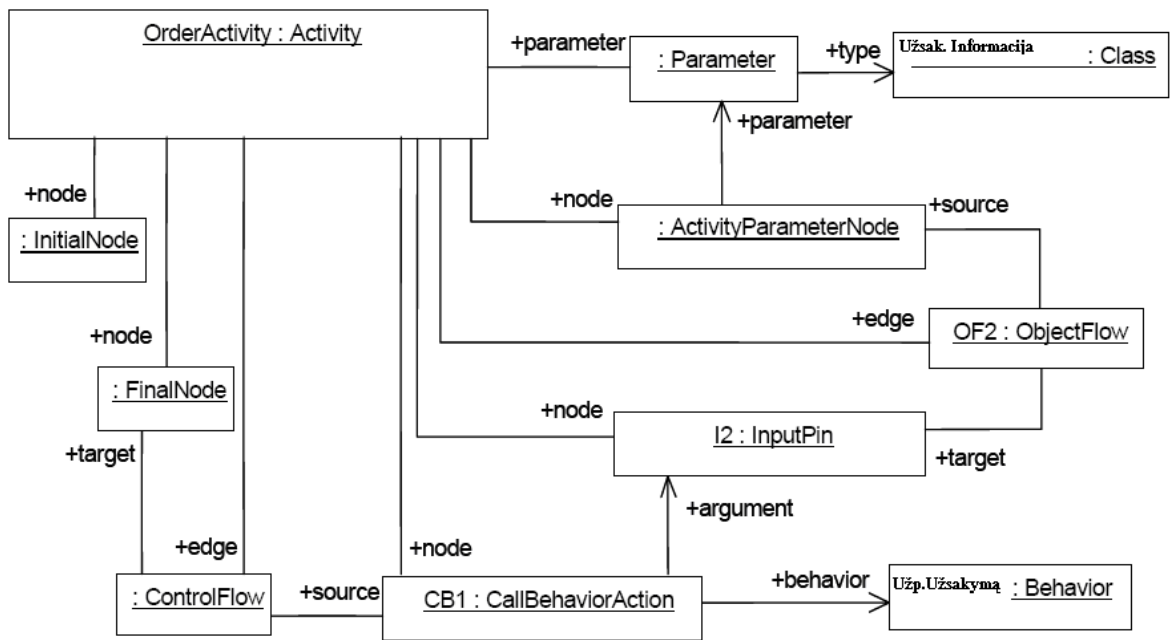 OrderActivity : Activity
+parameter
: Parameter
+type
Užsak. Informacija : Class
+parameter
+node
+node
: ActivityParameterNode
+source
: InitialNode
+edge
OF2 : ObjectFlow
+node
: FinalNode
+node
I2 : InputPin
+target
+target
+argument
+edge
+node
: ControlFlow
+source
CB1 : CallBehaviorAction
+behavior
Užp.Užsakymą : Behavior